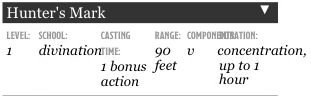 Hunter's Mark ▼
LEVEL: SCHOOL: CASTING TIME: RANGE: COMPONENTS: DURATION:
1 divination 1 bonus action 90 feet v concentration, up to 1 hour